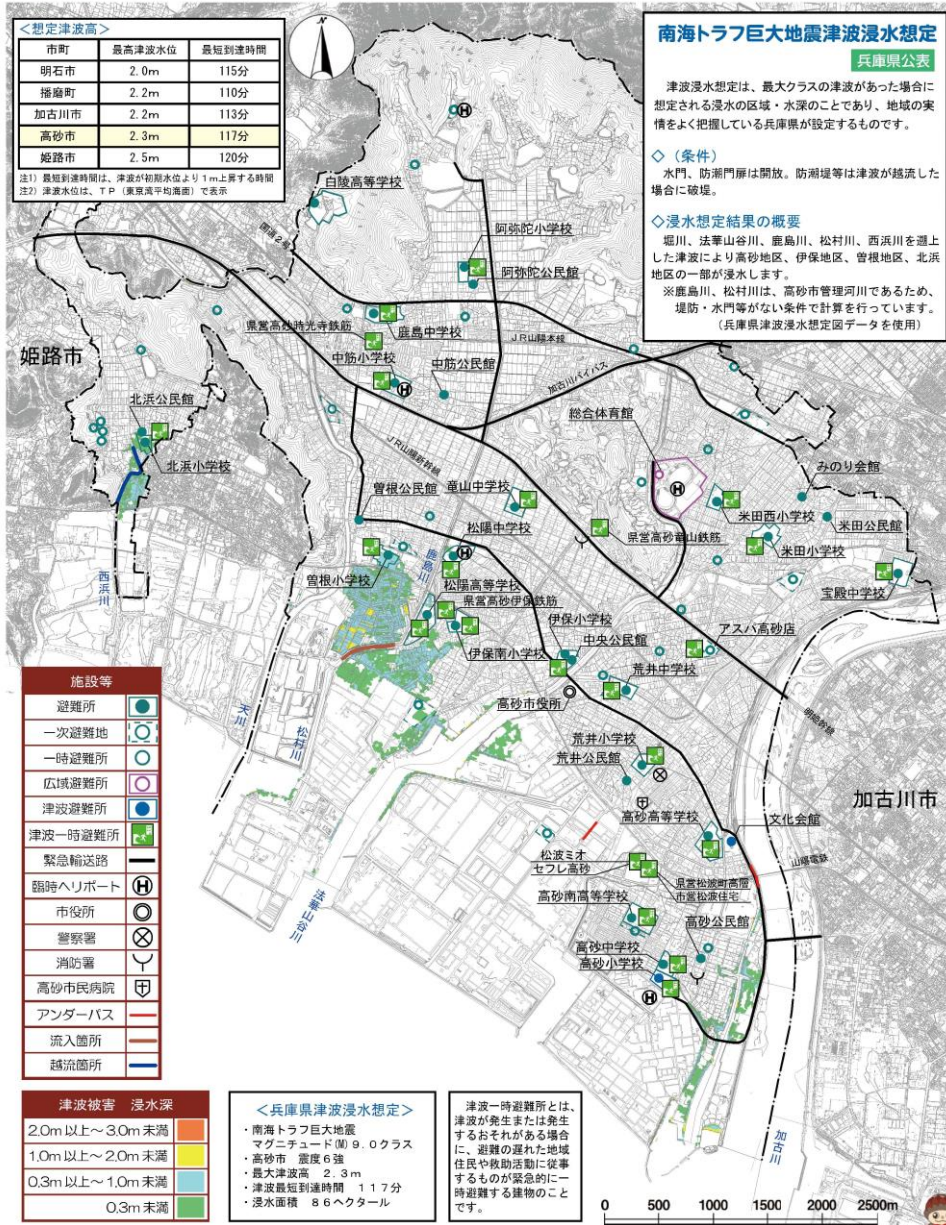 <想定津波高>
市町 最高津波水位 最短到達時間
明石市 2.0m 115分
播磨町 2.2m 110分
加古川市 2.2m 113分
高砂市 2.3m 117分
姫路市 2.5m 120分
注1) 最短到達時間は、津波が初期水位より1m上昇する時間
注2) 津波水位は、TP(東京湾平均海面)で表示
南海トラフ巨大地震津波浸水想定
兵庫県公表
津波浸水想定は、最大クラスの津波があった場合に
想定される浸水の区域・水深のことであり、地域の実
情をよく把握している兵庫県が設定するものです。
◇(条件)
水門、防潮門扉は開放。防潮堤等は津波が越流した
場合に破堤。
◇浸水想定結果の概要
堀川、法華山谷川、鹿島川、松村川、西浜川を遡上
した津波により高砂地区、伊保地区、曽根地区、北浜
地区の一部が浸水します。
※鹿島川、松村川は、高砂市管理河川であるため、
堤防・水門等がない条件で計算を行っています。
(兵庫県津波浸水想定図データを使用)
白陵高等学校
国道2号
阿弥陀小学校
阿弥陀公民館
県営高砂時光寺鉄筋
鹿島中学校
JR山陽本線
姫路市
中筋小学校
中筋公民館
加古川バイパス
北浜公民館
総合体育館
北浜小学校
JR山陽新幹線
みのり会館
曽根公民館
竜山中学校
米田西小学校
米田公民館
松陽中学校
県営高砂竜山鉄筋
米田小学校
鹿島川
曽根小学校
松陽高等学校
宝殿中学校
西浜川
県営高砂伊保鉄筋
伊保小学校
アスパ高砂店
中央公民館
伊保南小学校
荒井中学校
高砂市役所
明姫幹線
天川
松村川
荒井小学校
荒井公民館
加古川市
高砂高等学校
文化会館
松波ミオ
セフレ高砂
山陽電鉄
県営松波町高層
市営松波住宅
法華山谷川
高砂南高等学校
高砂公民館
高砂中学校
高砂小学校
加古川
施設等
避難所
一次避難地
一時避難所
広域避難所
津波避難所
津波一時避難所
緊急輸送路
臨時ヘリポート
市役所
警察署
消防署
高砂市民病院
アンダーパス
流入箇所
越流箇所
津波被害 浸水深
2.0m以上~3.0m未満
1.0m以上~2.0m未満
0.3m以上~1.0m未満
0.3m未満
<兵庫県津波浸水想定>
・南海トラフ巨大地震
マグニチュード(M)9.0クラス
・高砂市 震度6強
・最大津波高 2.3m
・津波最短到達時間 117分
・浸水面積 86ヘクタール
津波一時避難所とは、
津波が発生または発生
するおそれがある場合
に、避難の遅れた地域
住民や救助活動に従事
するものが緊急的に一
時避難する建物のこと
です。
0 500 1000 1500 2000 2500m